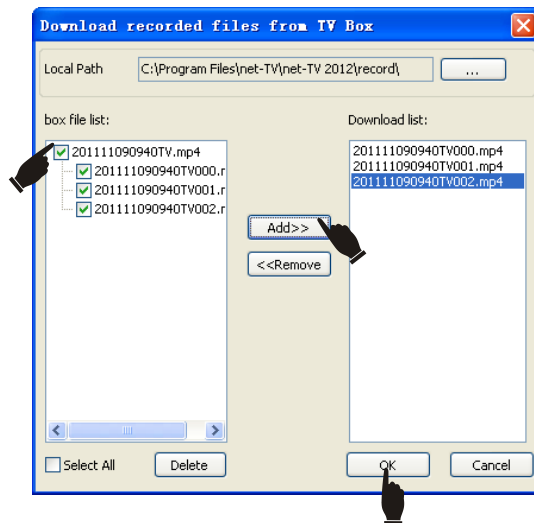 Download recorded files from TV Box
Local Path C:\Program Files\net-TV\net-TV 2012\record\ ...
box file list:
Download list:
201111090940TV.mp4
201111090940TV000.r
201111090940TV001.r
201111090940TV002.r
Add>>
<<Remove
201111090940TV000.mp4
201111090940TV001.mp4
201111090940TV002.mp4
Select All
Delete
OK
Cancel